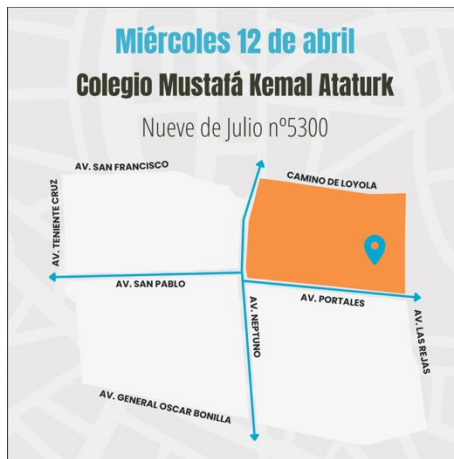 Miércoles 12 de abril
Colegio Mustafá Kemal Ataturk
Nueve de Julio nº5300
AV. SAN FRANCISCO
CAMINO DE LOYOLA
AV. TENIENTE CRUZ
AV. SAN PABLO
AV. PORTALES
AV. NEPTUNO
AV. LAS REJAS
AV. GENERAL OSCAR BONILLA